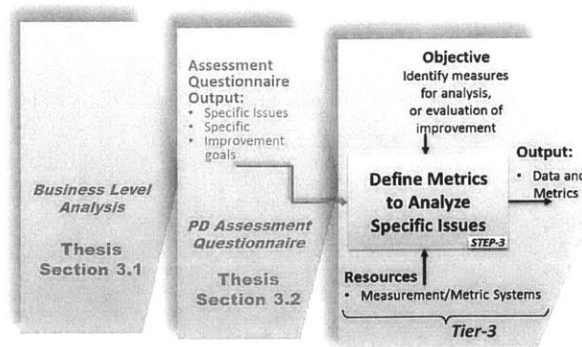 Business Level
Analysis
Thesis
Section 3.1
Assessment
Questionnaire
Output:
• Specific Issues
• Specific
• Improvement
goals
PD Assessment
Questionnaire
Thesis
Section 3.2
Objective
Identify measures
for analysis,
or evaluation of
improvement
Define Metrics
to Analyze
Specific Issues
STEP-3
Output:
• Data and
Metrics
Resources
• Measurement/Metric Systems
Tier-3